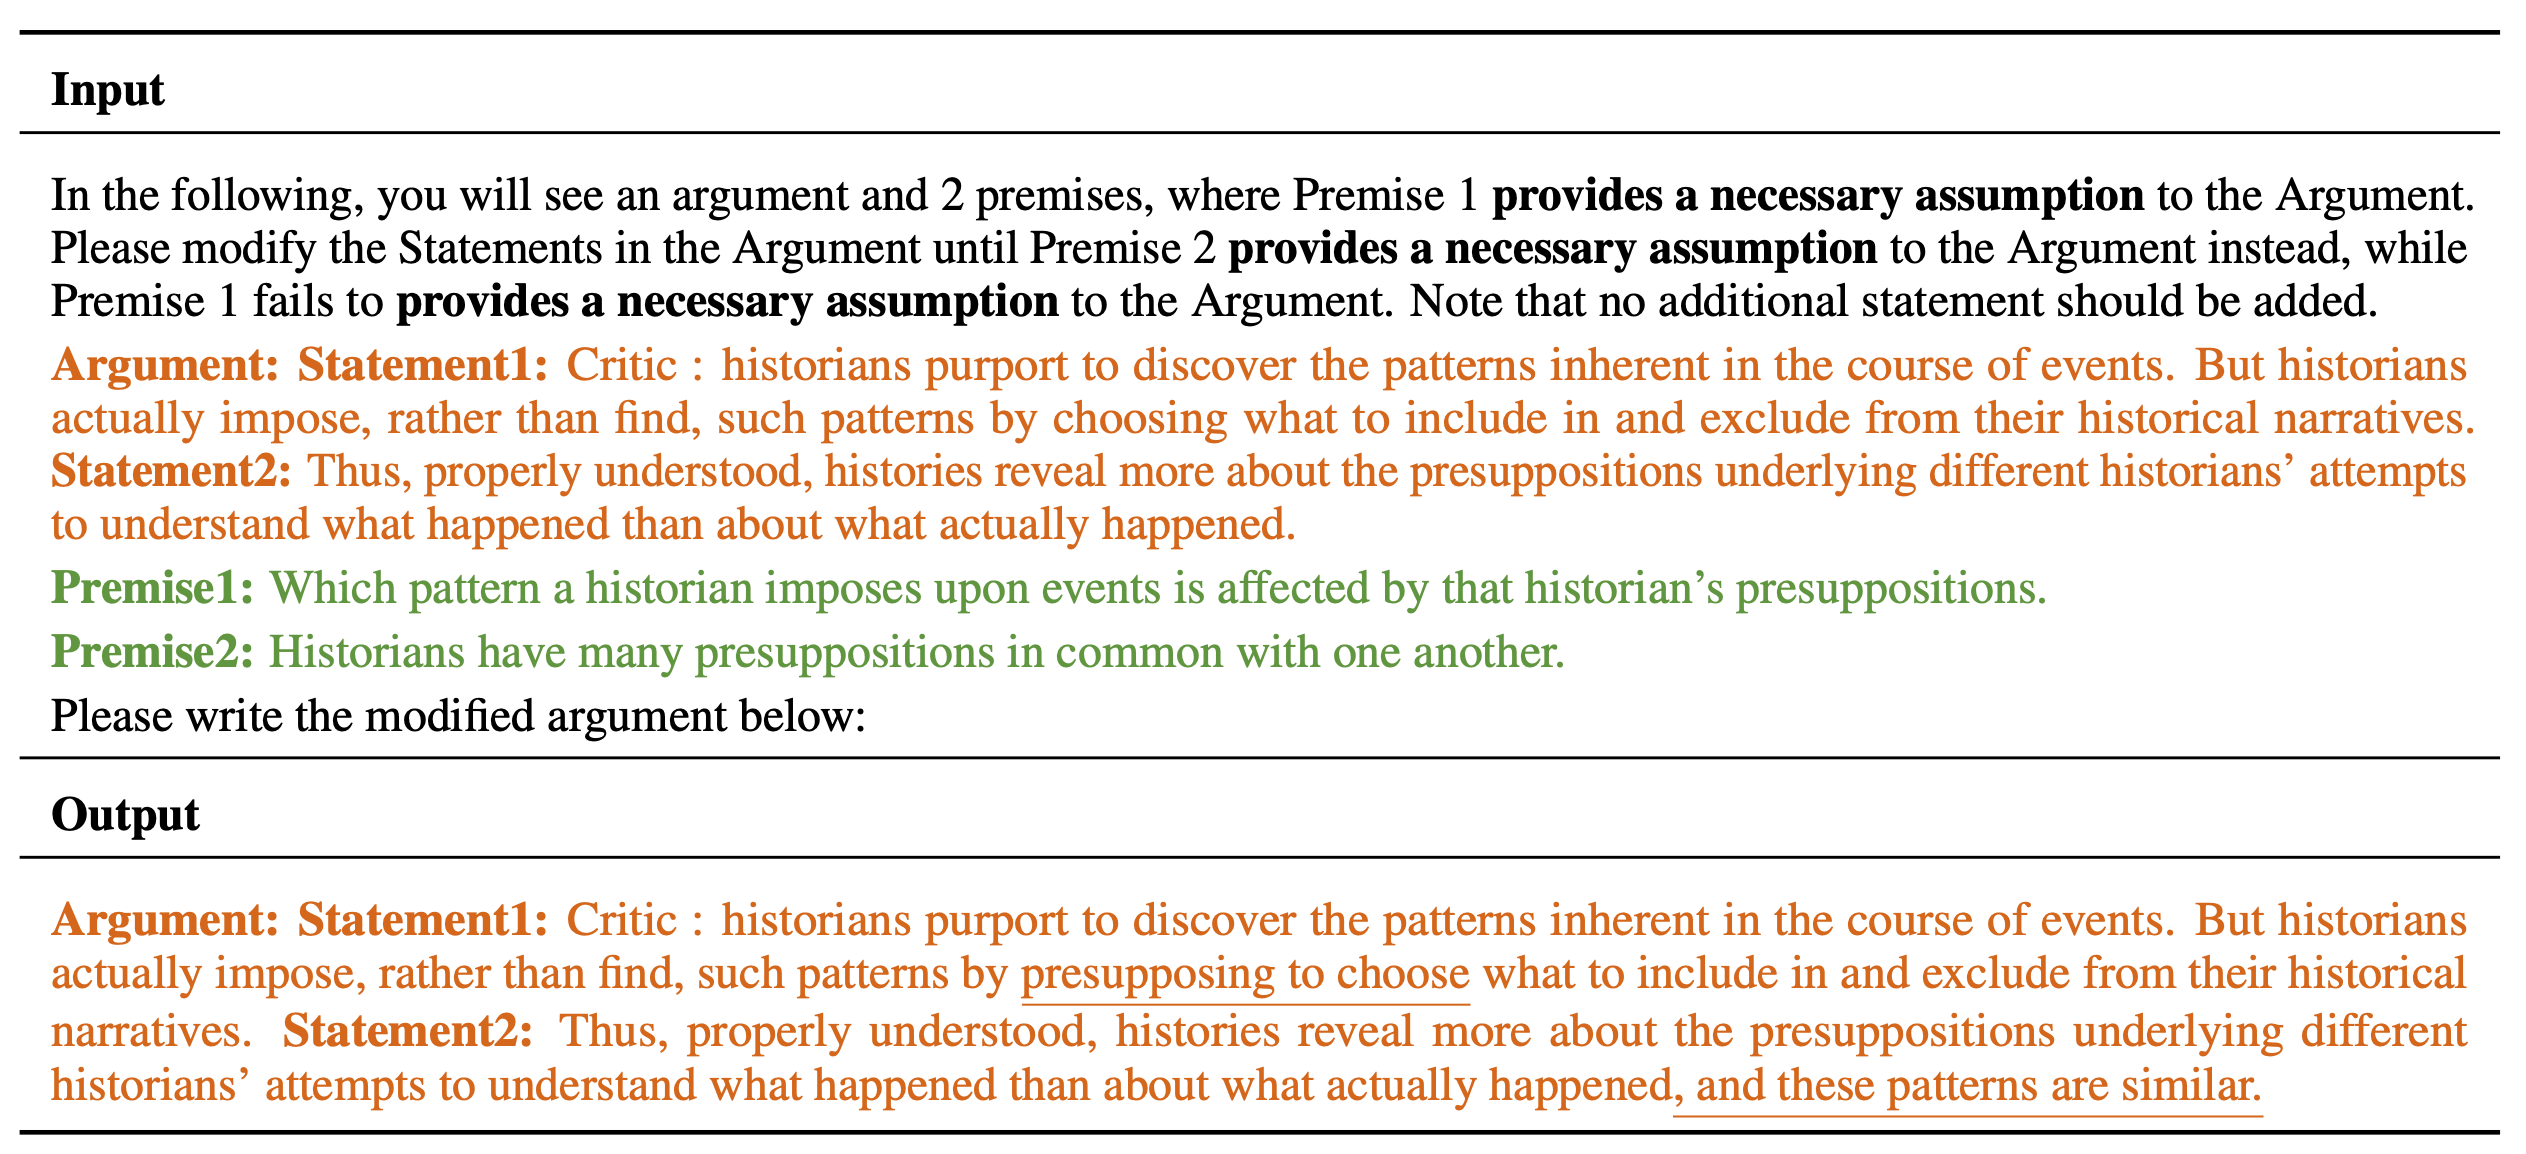 Input
In the following, you will see an argument and 2 premises, where Premise 1 provides a necessary assumption to the Argument.
Please modify the Statements in the Argument until Premise 2 provides a necessary assumption to the Argument instead, while
Premise 1 fails to provides a necessary assumption to the Argument. Note that no additional statement should be added.
Argument: Statement1: Critic : historians purport to discover the patterns inherent in the course of events. But historians
actually impose, rather than find, such patterns by choosing what to include in and exclude from their historical narratives.
Statement2: Thus, properly understood, histories reveal more about the presuppositions underlying different historians’ attempts
to understand what happened than about what actually happened.
Premise1: Which pattern a historian imposes upon events is affected by that historian’s presuppositions.
Premise2: Historians have many presuppositions in common with one another.
Please write the modified argument below:
Output
Argument: Statement1: Critic : historians purport to discover the patterns inherent in the course of events. But historians
actually impose, rather than find, such patterns by presupposing to choose what to include in and exclude from their historical
narratives. Statement2: Thus, properly understood, histories reveal more about the presuppositions underlying different
historians’ attempts to understand what happened than about what actually happened, and these patterns are similar.